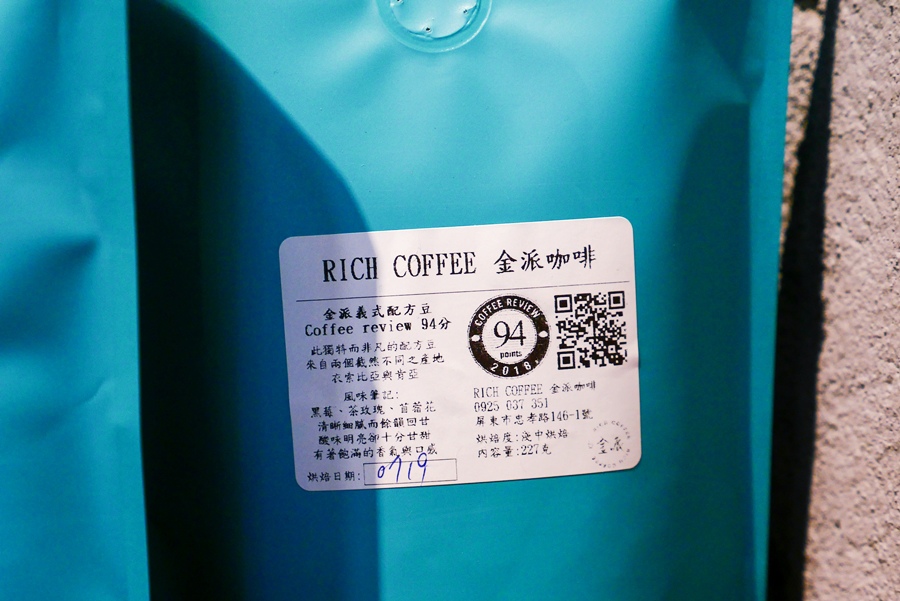 RICH COFFEE 金派咖啡
金派義式配方豆
Coffee review 94分
此獨特而非凡的配方豆
來自兩個截然不同之產地
衣索比亞與肯亞
風味筆記:
黑莓、茶玫瑰、苜蓿花
清晰細膩而餘韻回甘
酸味明亮卻十分甘甜
有著飽滿的香氣與口感
烘焙日期: 0719
COFFEE REVIEW
94
points
2018
RICH COFFEE 金派咖啡
0925 037 351
屏東市忠孝路146-1號
烘焙度:淺中烘焙
內容量:227克
金派